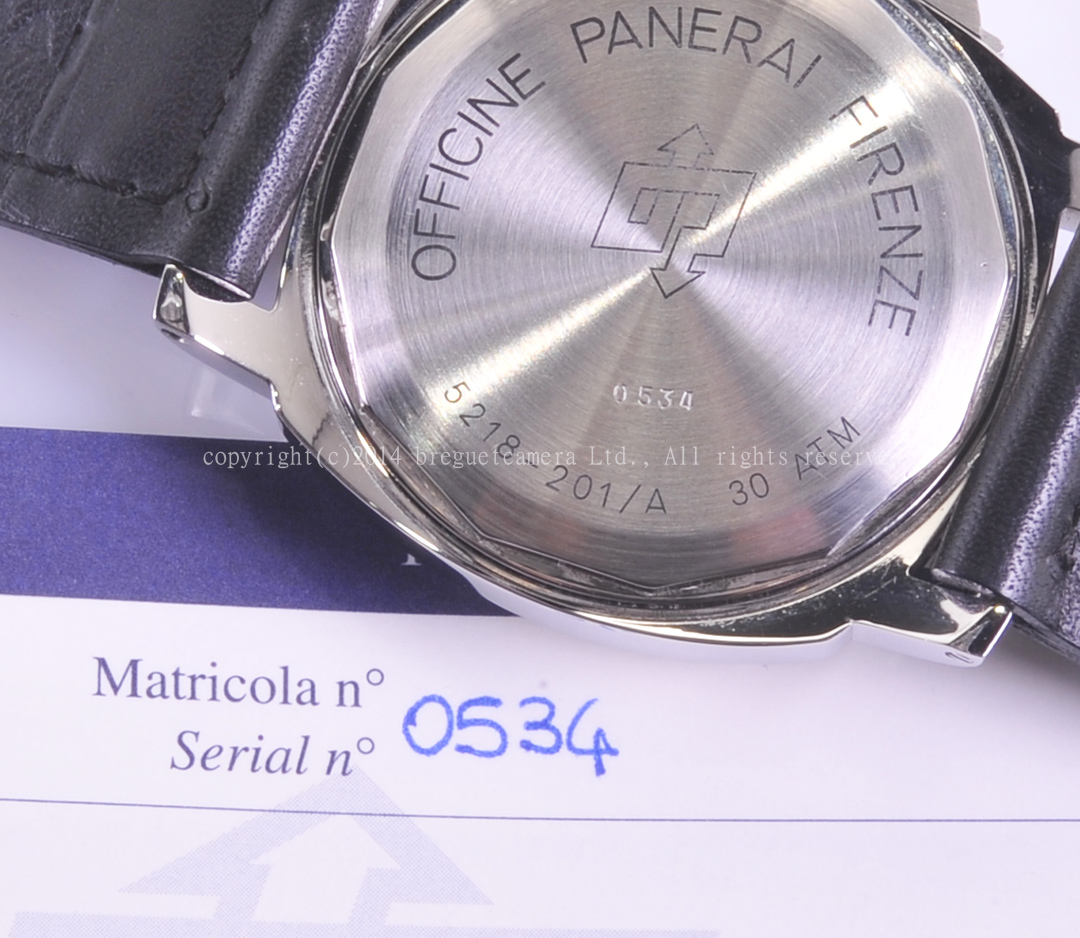 OFFICINE PANERAI FIRENZE
0534
5218 - 201/A 30 ATM
copyright(c)2014 breguetcamera Ltd., All rights reserv
Matricola n° 0534
Serial n°